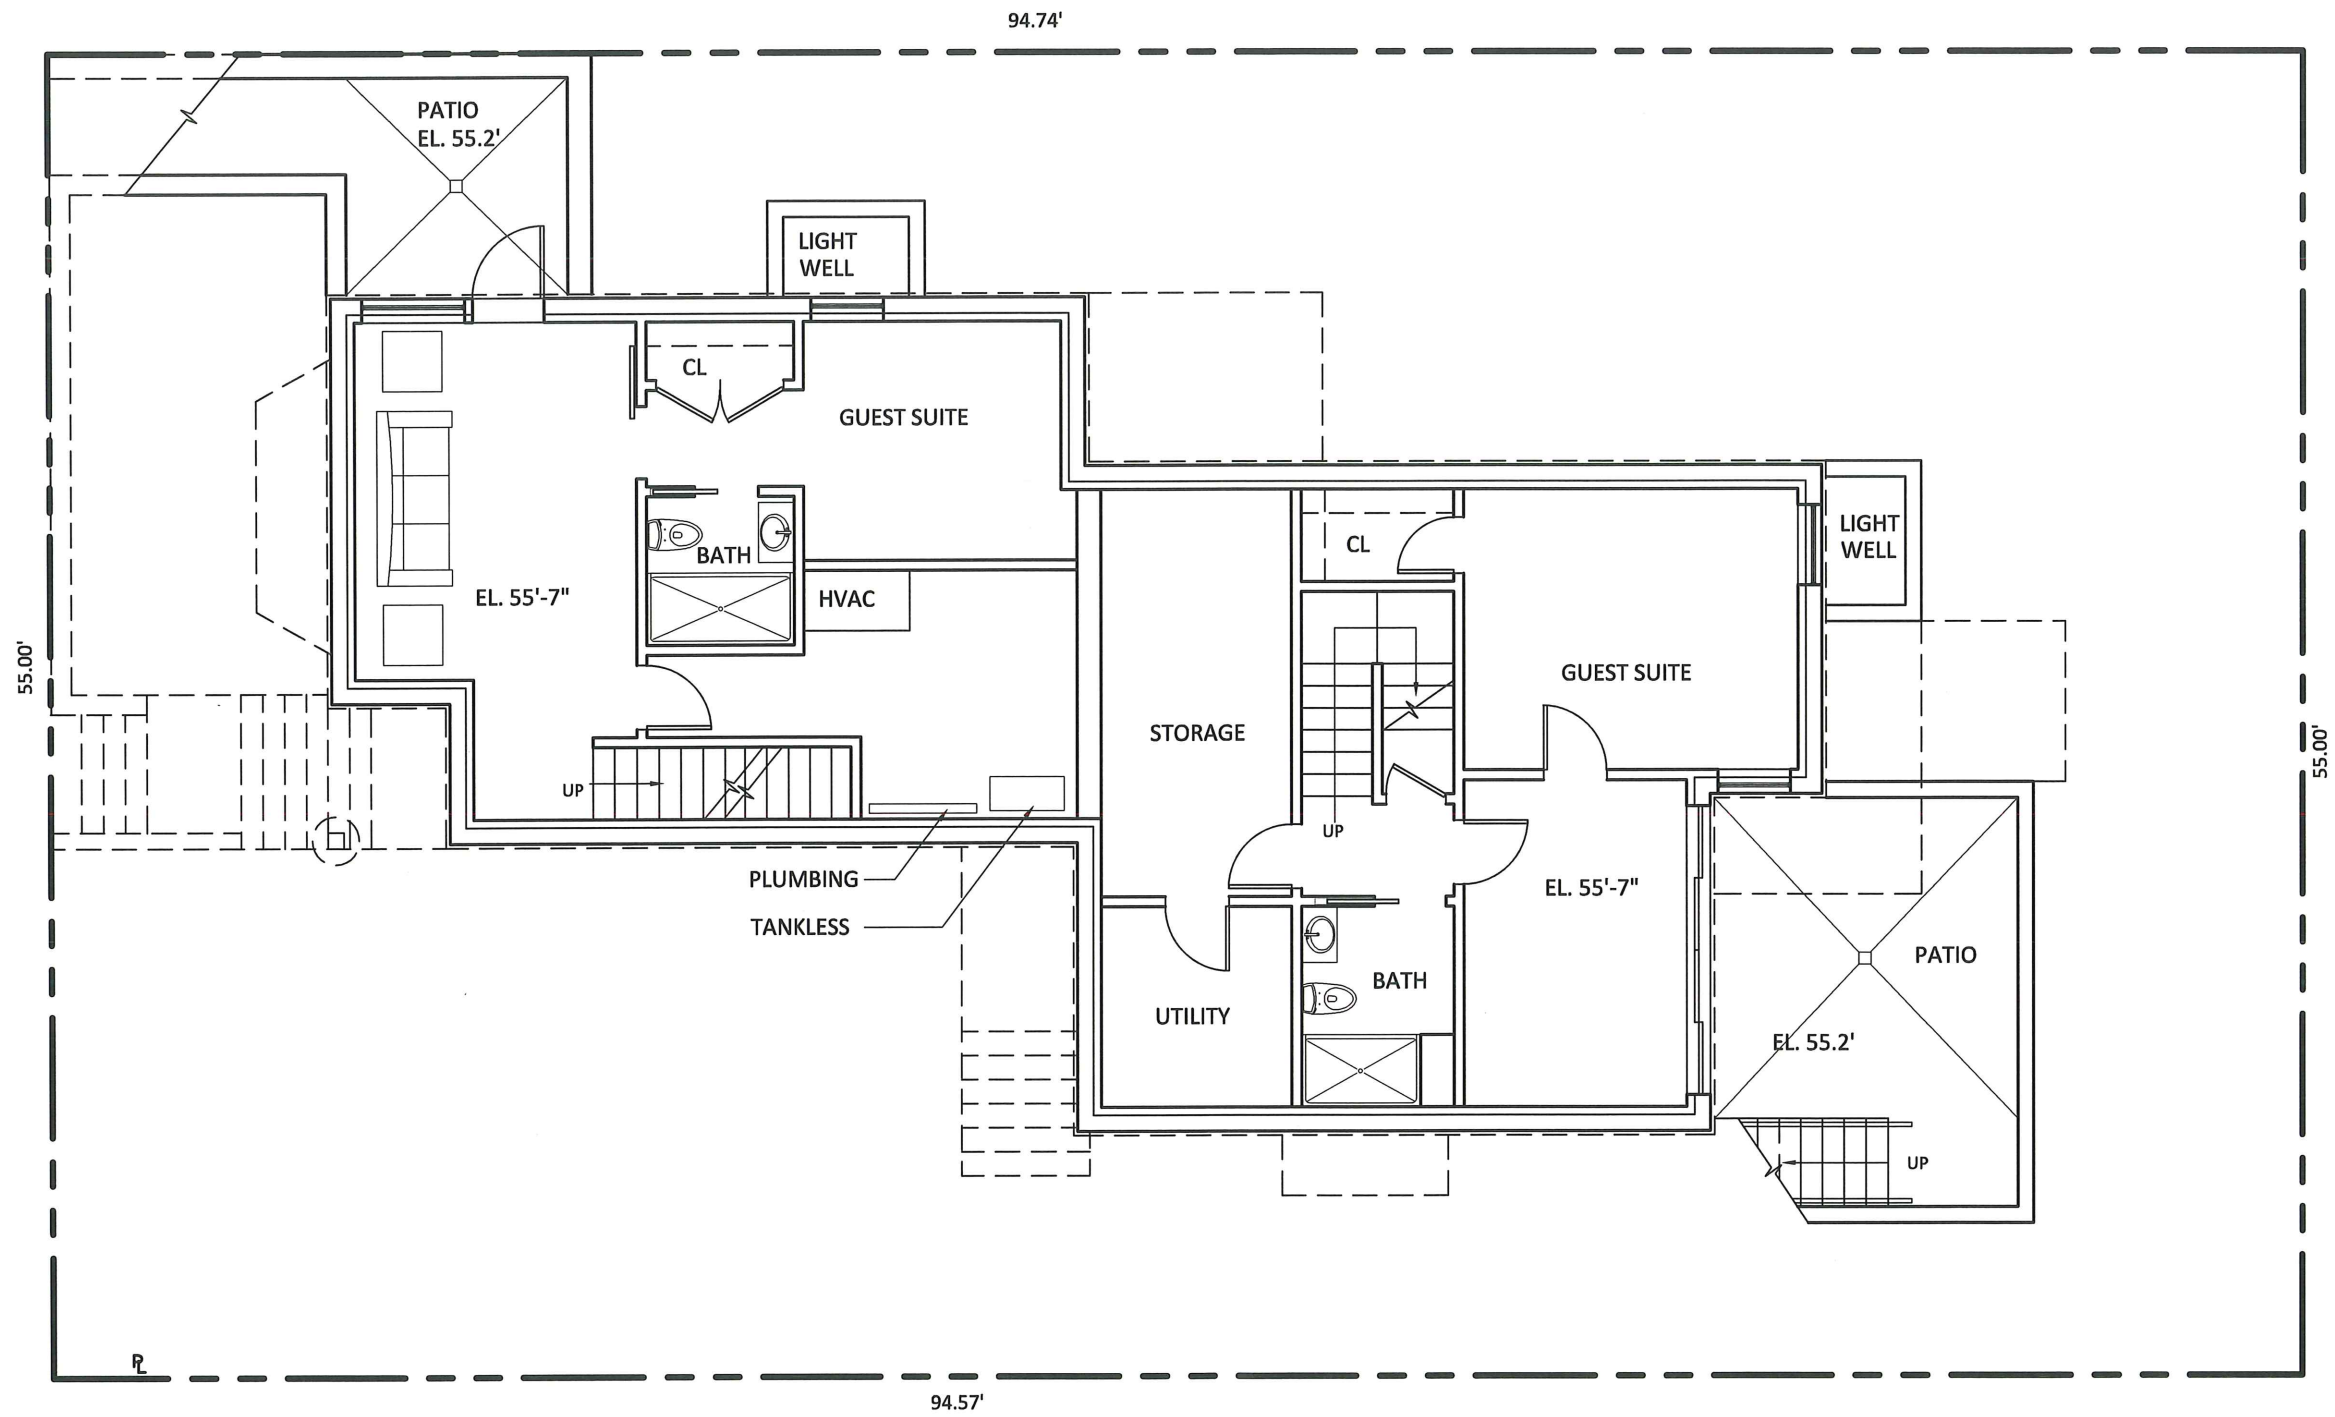 94.74'
PATIO
EL. 55.2'
LIGHT
WELL
CL
GUEST SUITE
BATH
HVAC
EL. 55'-7"
CL
LIGHT
WELL
55.00'
GUEST SUITE
STORAGE
55.00'
UP
UP
PLUMBING
TANKLESS
EL. 55'-7"
PATIO
BATH
UTILITY
EL. 55.2'
UP
PL
94.57'